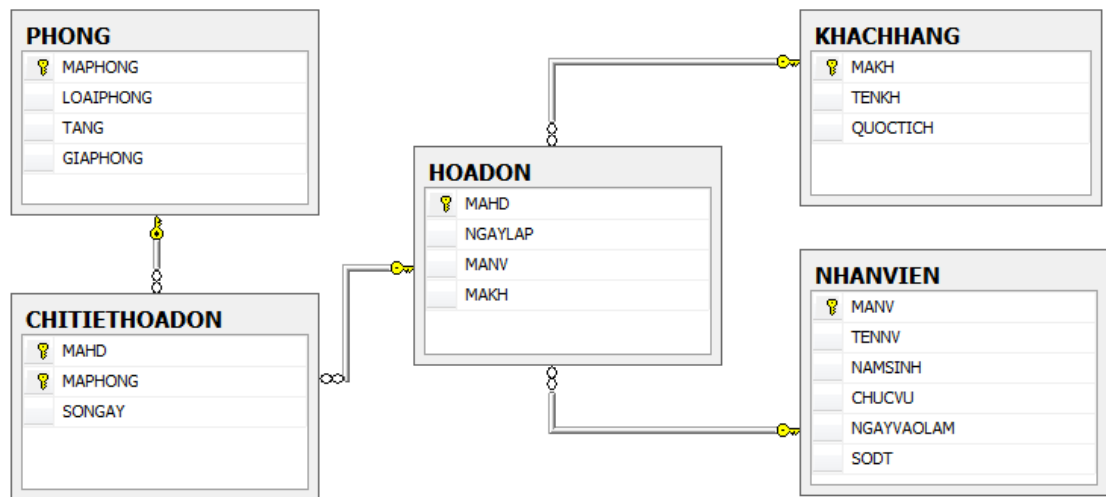 PHONG
MAPHONG
LOAIPHONG
TANG
GIAPHONG
KHACHHANG
MAKH
TENKH
QUOCTICH
HOADON
MAHD
NGAYLAP
MANV
MAKH
CHITIETHOADON
MAHD
MAPHONG
SONGAY
NHANVIEN
MANV
TENNV
NAMSINH
CHUCVU
NGAYVAOLAM
SODT